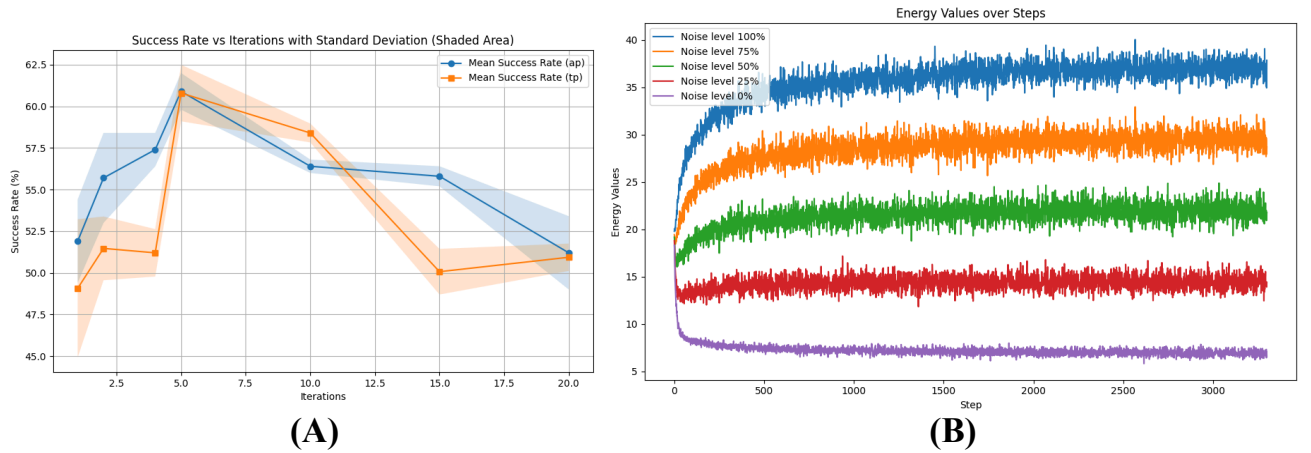 Success Rate vs Iterations with Standard Deviation (Shaded Area)
Mean Success Rate (ap)
Mean Success Rate (tp)
Success Rate (%)
62.5
60.0
57.5
55.0
52.5
50.0
47.5
45.0
2.5 5.0 7.5 10.0 12.5 15.0 17.5 20.0
Iterations
(A)
Energy Values over Steps
Noise level 100%
Noise level 75%
Noise level 50%
Noise level 25%
Noise level 0%
Energy Values
40
35
30
25
20
15
10
5
0 500 1000 1500 2000 2500 3000
Step
(B)